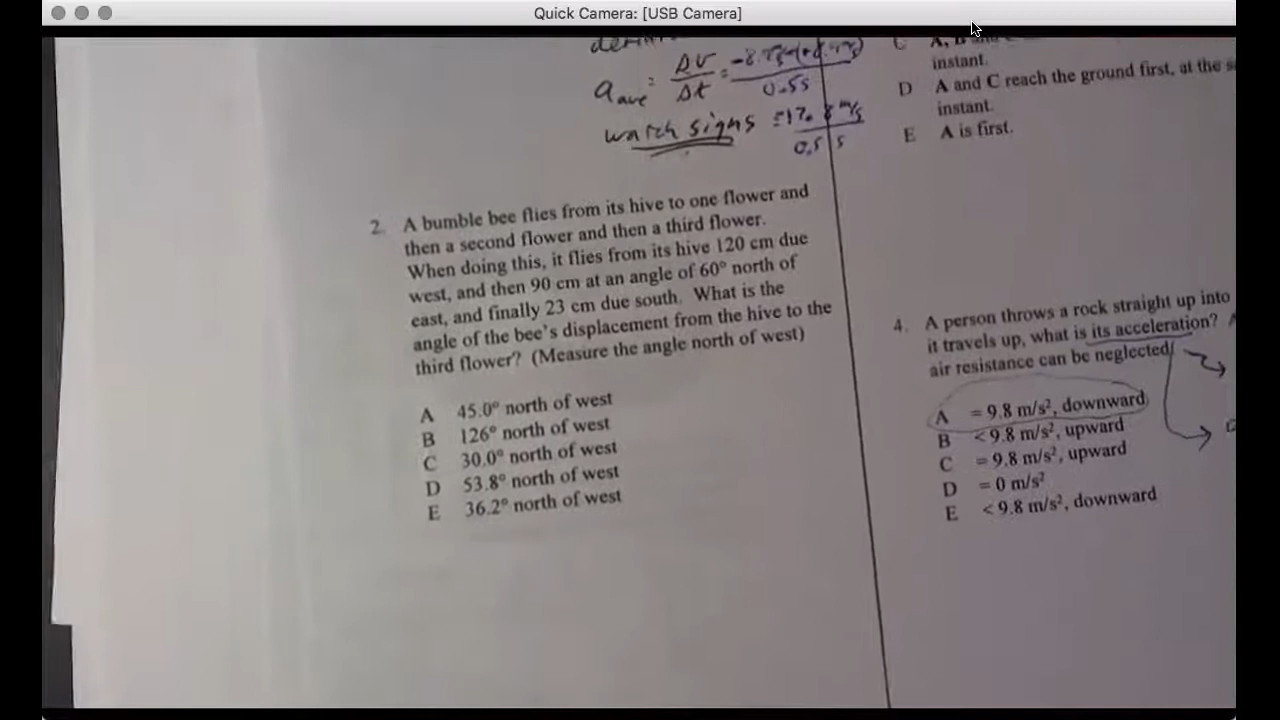 Quick Camera: [USB Camera]
a ave = Δv
Δt
0.5s
watch signs
0.5 s
2. A bumble bee flies from its hive to one flower and
then a second flower and then a third flower.
When doing this, it flies from its hive 120 cm due
west, and then 90 cm at an angle of 60° north of
east, and finally 23 cm due south. What is the
angle of the bee's displacement from the hive to the
third flower? (Measure the angle north of west)
A 45.0° north of west
B 126° north of west
C 30.0° north of west
D 53.8° north of west
E 36.2° north of west
C A, B
instant.
D A and C reach the ground first, at the
instant.
E A is first.
4. A person throws a rock straight up into
it travels up, what is its acceleration?
air resistance can be neglected
A = 9.8 m/s², downward
B < 9.8 m/s², upward
C = 9.8 m/s², upward
D = 0 m/s²
E < 9.8 m/s², downward